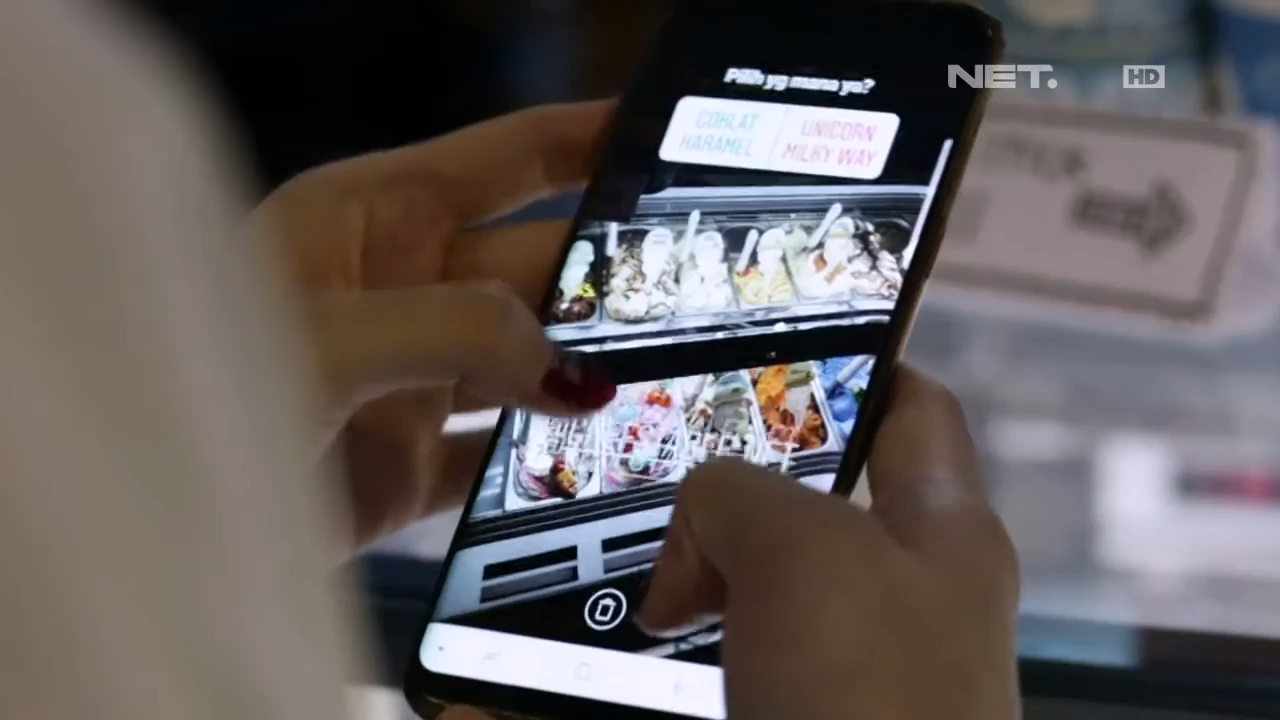 NET. HD
Pilih yg mana ya?
COKLAT KARAMEL
UNICORN MILKY WAY